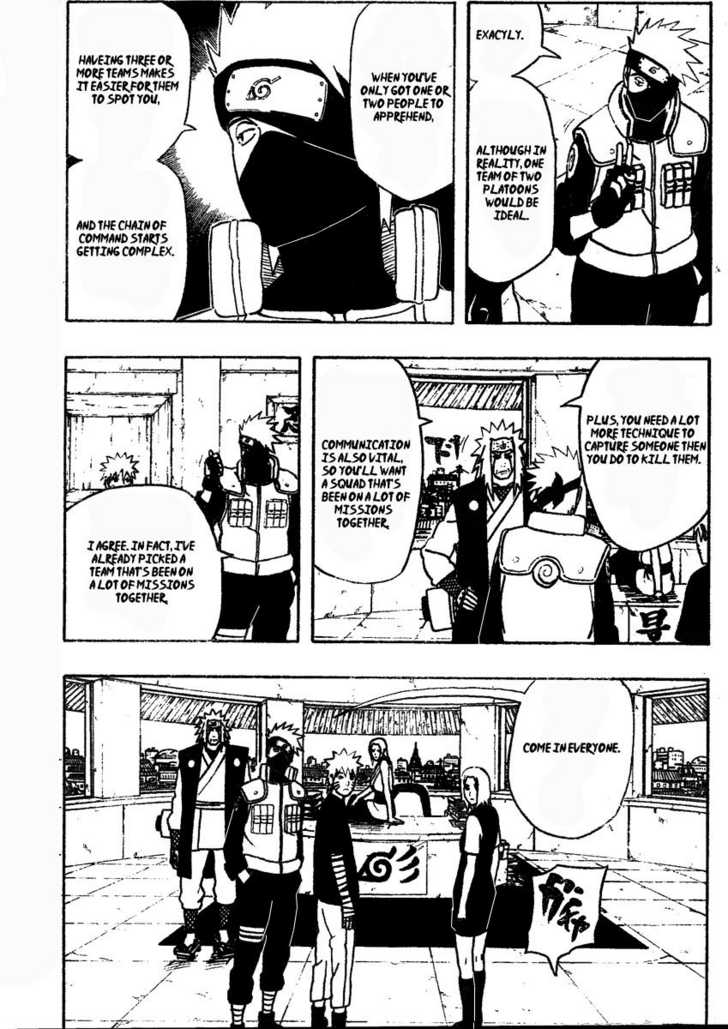 EXACYLY.
ALTHOUGH IN
REALITY, ONE
TEAM OF TWO
PLATOONS
WOULD BE
IDEAL.
WHEN YOU'VE
ONLY GOT ONE OR
TWO PEOPLE TO
APPREHEND,
HAVEING THREE OR
MORE TEAMS MAKES
IT EASIER FOR THEM
TO SPOT YOU,
AND THE CHAIN OF
COMMAND STARTS
GETTING COMPLEX.
PLUS, YOU NEED A LOT
MORE TECHNIQUE TO
CAPTURE SOMEONE THEN
YOU DO TO KILL THEM.
COMMUNICATION
IS ALSO VITAL,
SO YOU'LL WANT
A SQUAD THAT'S
BEEN ON A LOT OF
MISSIONS
TOGETHER,
I AGREE. IN FACT, I'VE
ALREADY PICKED A
TEAM THAT'S BEEN ON
A LOT OF MISSIONS
TOGETHER,
COME IN EVERYONE.
ガチャ